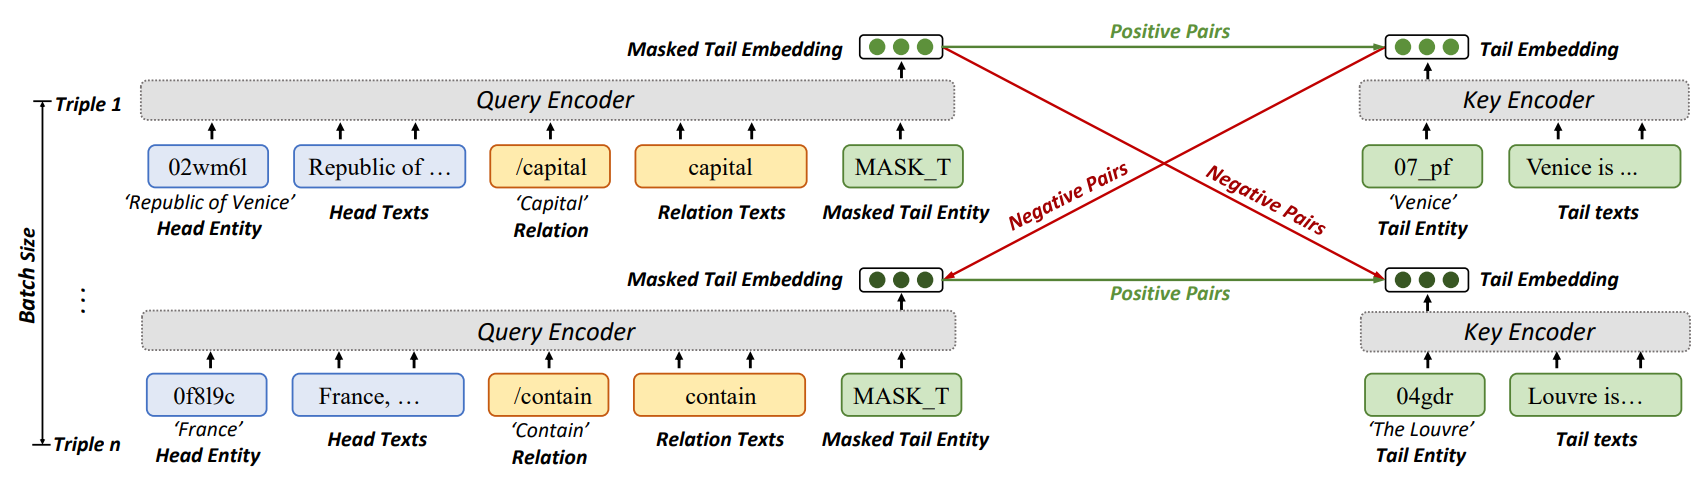 Positive Pairs
Masked Tail Embedding
Tail Embedding
Triple 1
Query Encoder
Key Encoder
02wm6l
Republic of ...
/capital
capital
MASK_T
07_pf
Venice is ...
‘Republic of Venice’
Head Entity
Head Texts
‘Capital’
Relation
Relation Texts
Masked Tail Entity
‘Venice’
Tail Entity
Tail texts
Negative Pairs
Negative Pairs
Batch Size
⋮
Masked Tail Embedding
Positive Pairs
Tail Embedding
Query Encoder
Key Encoder
0f8l9c
France, ...
/contain
contain
MASK_T
04gdr
Louvre is...
Triple n
‘France’
Head Entity
Head Texts
‘Contain’
Relation
Relation Texts
Masked Tail Entity
‘The Louvre’
Tail Entity
Tail texts